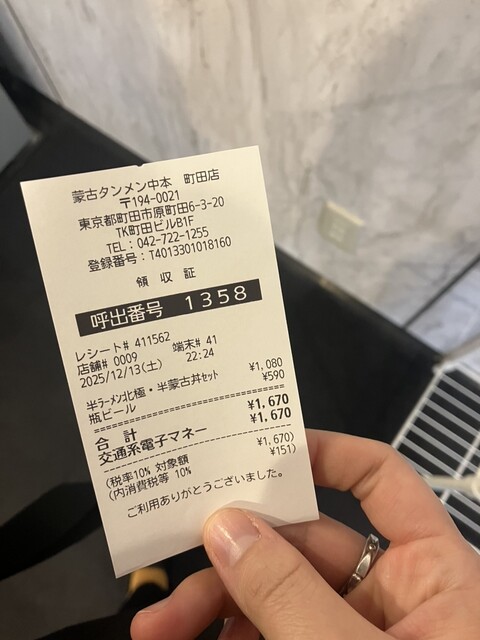 蒙古タンメン中本　町田店
〒194-0021
東京都町田市原町田6-3-20
TK町田ビルB1F
TEL：042-722-1255
登録番号：T4013301018160
領 収 証
呼出番号　1358
レシート# 411562
店舗# 0009　端末# 41
2025/12/13(土)　22:24
半ラーメン北極・半蒙古丼セット　¥1,080
瓶ビール　¥590
合　計　¥1,670
交通系電子マネー　¥1,670
(税率10% 対象額　¥1,670)
(内消費税等 10%　¥151)
ご利用ありがとうございました。